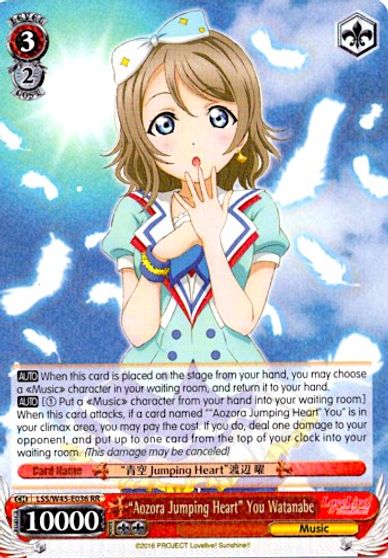 LEVEL
3
2
COST
AUTO When this card is placed on the stage from your hand, you may choose
a «Music» character in your waiting room, and return it to your hand.
AUTO [① Put a «Music» character from your hand into your waiting room]
When this card attacks, if a card named ""Aozora Jumping Heart" You" is in
your climax area, you may pay the cost. If you do, deal one damage to your
opponent, and put up to one card from the top of your clock into your
waiting room. (This damage may be canceled)
Card Name "青空 Jumping Heart"渡辺 曜
CH LSS/W45-E036 RR
10000
"Aozora Jumping Heart" You Watanabe
Music
©2016 PROJECT Lovelive! Sunshine!!